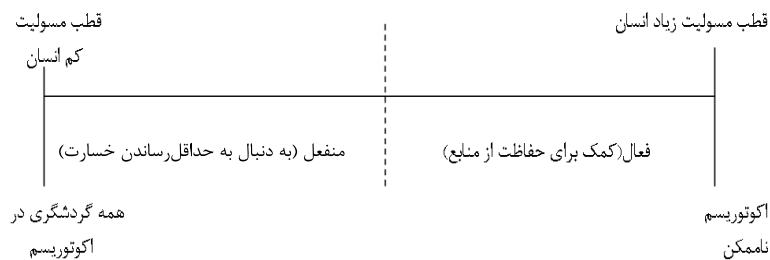 قطب مسولیت زیاد انسان
قطب مسولیت
کم انسان
فعال(کمک برای حفاظت از منابع)
منفعل (به دنبال به حداقل‌رساندن خسارت)
اکوتوریسم
ناممکن
همه گردشگری در
اکوتوریسم